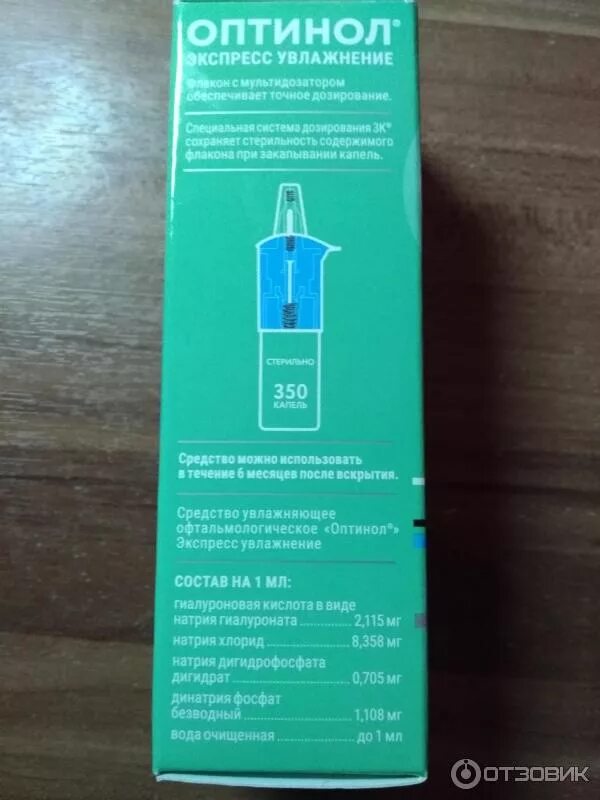 ОПТИНОЛ®
ЭКСПРЕСС УВЛАЖНЕНИЕ
Флакон с мультидозатором
обеспечивает точное дозирование.
Специальная система дозирования 3К®
сохраняет стерильность содержимого
флакона при закапывании капель.
СТЕРИЛЬНО
350
КАПЕЛЬ
Средство можно использовать
в течение 6 месяцев после вскрытия.
Средство увлажняющее
офтальмологическое «Оптинол®»
Экспресс увлажнение
СОСТАВ НА 1 МЛ:
гиалуроновая кислота в виде
натрия гиалуроната ........... 2,115 мг
натрия хлорид ........... 8,358 мг
натрия дигидрофосфата
дигидрат ........... 0,705 мг
динатрия фосфат
безводный ........... 1,108 мг
вода очищенная ........... до 1 мл
ОТЗОВИК